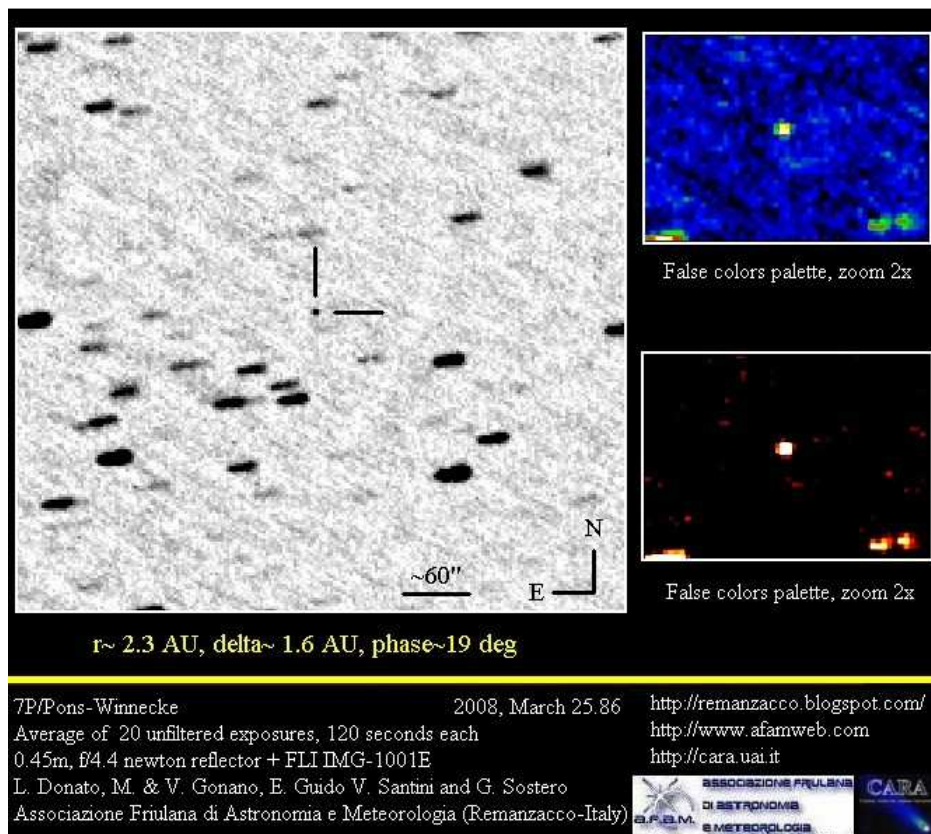 N
~60"
E
False colors palette, zoom 2x
False colors palette, zoom 2x
r~ 2.3 AU, delta~ 1.6 AU, phase~19 deg
7P/Pons-Winnecke 2008, March 25.86
Average of 20 unfiltered exposures, 120 seconds each
0.45m, f/4.4 newton reflector + FLI IMG-1001E
L. Donato, M. & V. Gonano, E. Guido V. Santini and G. Sostero
Associazione Friulana di Astronomia e Meteorologia (Remanzacco-Italy)
http://remanzacco.blogspot.com/
http://www.afamweb.com
http://cara.uai.it
a.F.a.M.
ASSOCIAZIONE FRIULANA
DI ASTRONOMIA
E METEOROLOGIA
CARA